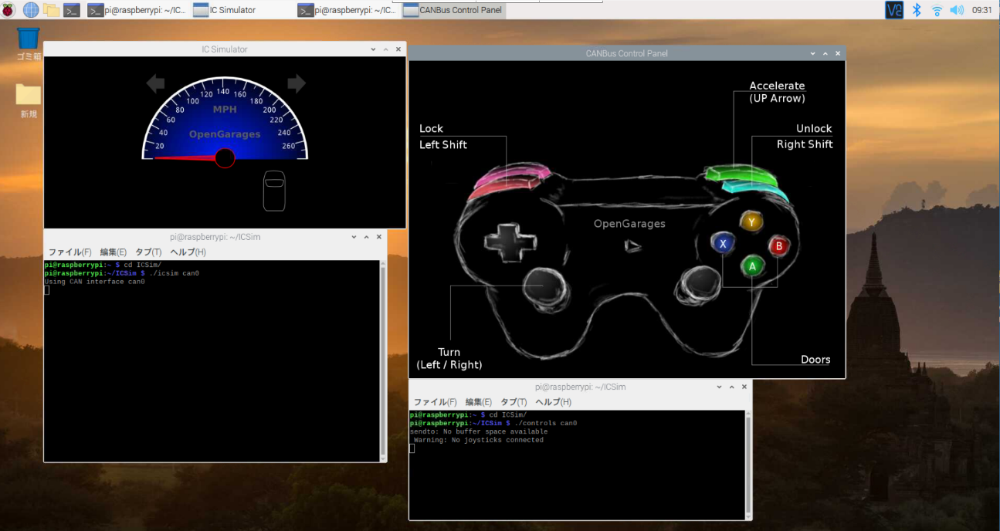 pi@raspberrypi: ~/IC...
IC Simulator
pi@raspberrypi: ~/IC...
CANBus Control Panel
09:31
ゴミ箱
新規
IC Simulator
20
40
60
80
100
120
140
160
180
200
220
240
260
MPH
OpenGarages
CANBus Control Panel
Accelerate
(UP Arrow)
Lock
Left Shift
Unlock
Right Shift
OpenGarages
Y
X
B
A
Turn
(Left / Right)
Doors
pi@raspberrypi: ~/ICSim
ファイル(F) 編集(E) タブ(T) ヘルプ(H)
pi@raspberrypi:~ $ cd ICSim/
pi@raspberrypi:~/ICSim $ ./icsim can0
Using CAN interface can0
pi@raspberrypi: ~/ICSim
ファイル(F) 編集(E) タブ(T) ヘルプ(H)
pi@raspberrypi:~ $ cd ICSim/
pi@raspberrypi:~/ICSim $ ./controls can0
sendto: No buffer space available
Warning: No joysticks connected